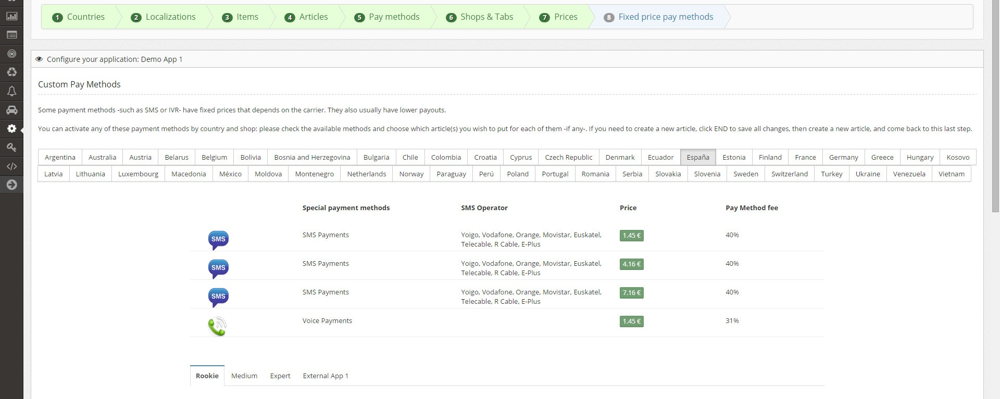 1 Countries 2 Localizations 3 Items 4 Articles 5 Pay methods 6 Shops & Tabs 7 Prices 8 Fixed price pay methods
Configure your application: Demo App 1
Custom Pay Methods
Some payment methods -such as SMS or IVR- have fixed prices that depends on the carrier. They also usually have lower payouts.
You can activate any of these payment methods by country and shop: please check the available methods and choose which article(s) you wish to put for each of them -if any-. If you need to create a new article, click END to save all changes, then create a new article, and come back to this last step.
Argentina Australia Austria Belarus Belgium Bolivia Bosnia and Herzegovina Bulgaria Chile Colombia Croatia Cyprus Czech Republic Denmark Ecuador España Estonia Finland France Germany Greece Hungary Kosovo
Latvia Lithuania Luxembourg Macedonia México Moldova Montenegro Netherlands Norway Paraguay Perú Poland Portugal Romania Serbia Slovakia Slovenia Sweden Switzerland Turkey Ukraine Venezuela Vietnam
Special payment methods SMS Operator Price Pay Method fee
SMS SMS Payments Yoigo, Vodafone, Orange, Movistar, Euskatel, 1.45 € 40%
Telecable, R Cable, E-Plus
SMS SMS Payments Yoigo, Vodafone, Orange, Movistar, Euskatel, 4.16 € 40%
Telecable, R Cable, E-Plus
SMS SMS Payments Yoigo, Vodafone, Orange, Movistar, Euskatel, 7.16 € 40%
Telecable, R Cable, E-Plus
Voice Payments 1.45 € 31%
Rookie Medium Expert External App 1